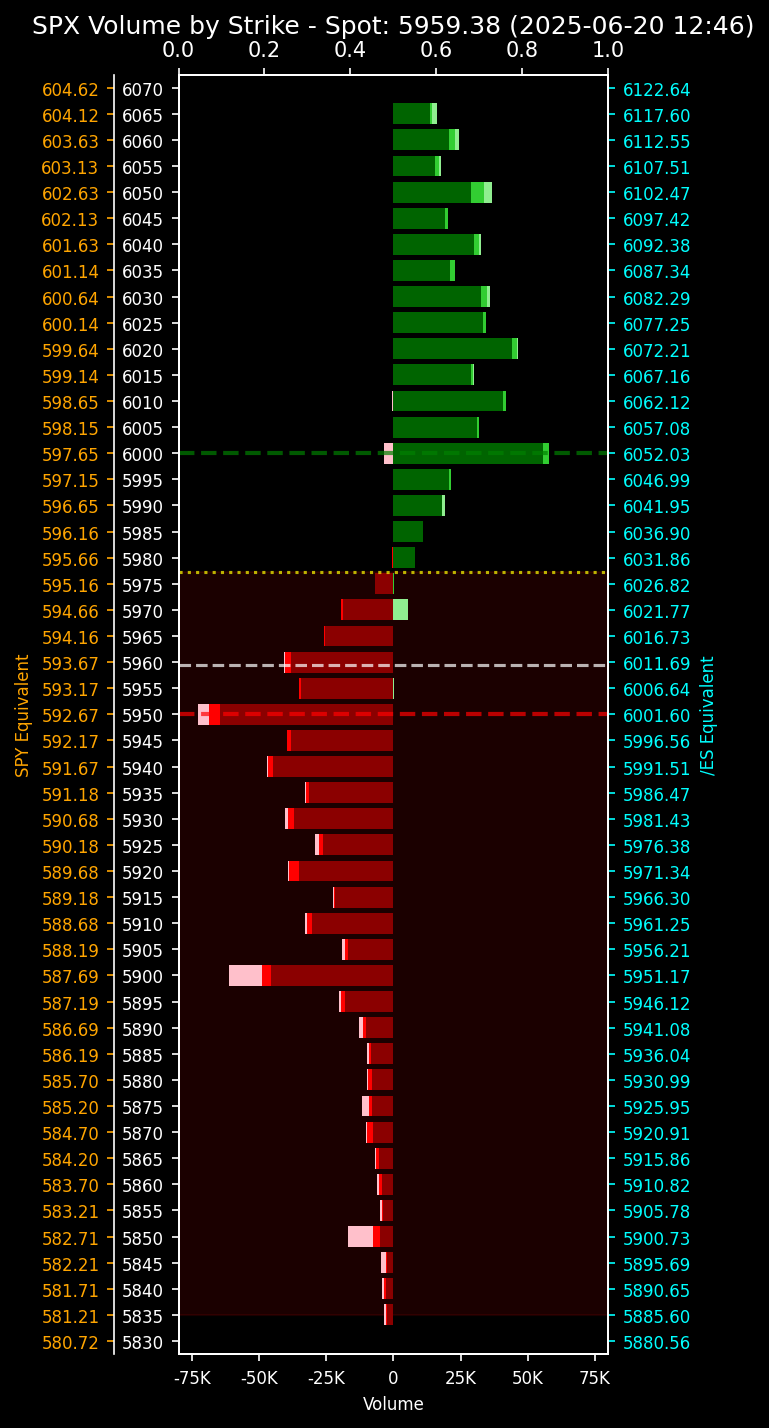 SPX Volume by Strike - Spot: 5959.38 (2025-06-20 12:46)
0.0 0.2 0.4 0.6 0.8 1.0
604.62 6070 6122.64
604.12 6065 6117.60
603.63 6060 6112.55
603.13 6055 6107.51
602.63 6050 6102.47
602.13 6045 6097.42
601.63 6040 6092.38
601.14 6035 6087.34
600.64 6030 6082.29
600.14 6025 6077.25
599.64 6020 6072.21
599.14 6015 6067.16
598.65 6010 6062.12
598.15 6005 6057.08
597.65 6000 6052.03
597.15 5995 6046.99
596.65 5990 6041.95
596.16 5985 6036.90
595.66 5980 6031.86
595.16 5975 6026.82
594.66 5970 6021.77
594.16 5965 6016.73
593.67 5960 6011.69
593.17 5955 6006.64
592.67 5950 6001.60
592.17 5945 5996.56
591.67 5940 5991.51
591.18 5935 5986.47
590.68 5930 5981.43
590.18 5925 5976.38
589.68 5920 5971.34
589.18 5915 5966.30
588.68 5910 5961.25
588.19 5905 5956.21
587.69 5900 5951.17
587.19 5895 5946.12
586.69 5890 5941.08
586.19 5885 5936.04
585.70 5880 5930.99
585.20 5875 5925.95
584.70 5870 5920.91
584.20 5865 5915.86
583.70 5860 5910.82
583.21 5855 5905.78
582.71 5850 5900.73
582.21 5845 5895.69
581.71 5840 5890.65
581.21 5835 5885.60
580.72 5830 5880.56
SPY Equivalent
/ES Equivalent
-75K -50K -25K 0 25K 50K 75K
Volume